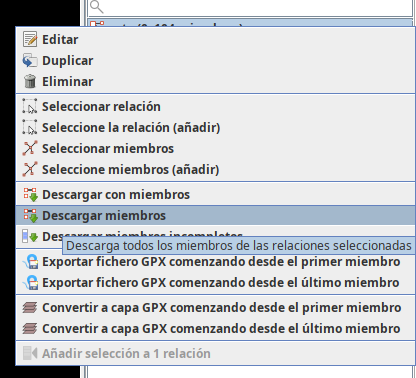 Editar
Duplicar
Eliminar
Seleccionar relación
Seleccione la relación (añadir)
Seleccionar miembros
Seleccione miembros (añadir)
Descargar con miembros
Descargar miembros
Descargar miembros incompletos
Descarga todos los miembros de las relaciones seleccionadas
Exportar fichero GPX comenzando desde el primer miembro
Exportar fichero GPX comenzando desde el último miembro
Convertir a capa GPX comenzando desde el primer miembro
Convertir a capa GPX comenzando desde el último miembro
Añadir selección a 1 relación